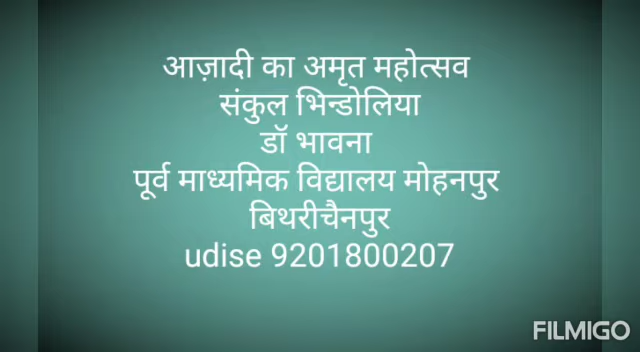 आज़ादी का अमृत महोत्सव
संकुल भिन्डोलिया
डॉ भावना
पूर्व माध्यमिक विद्यालय मोहनपुर
बिथरीचैनपुर
udise 9201800207
FILMIGO